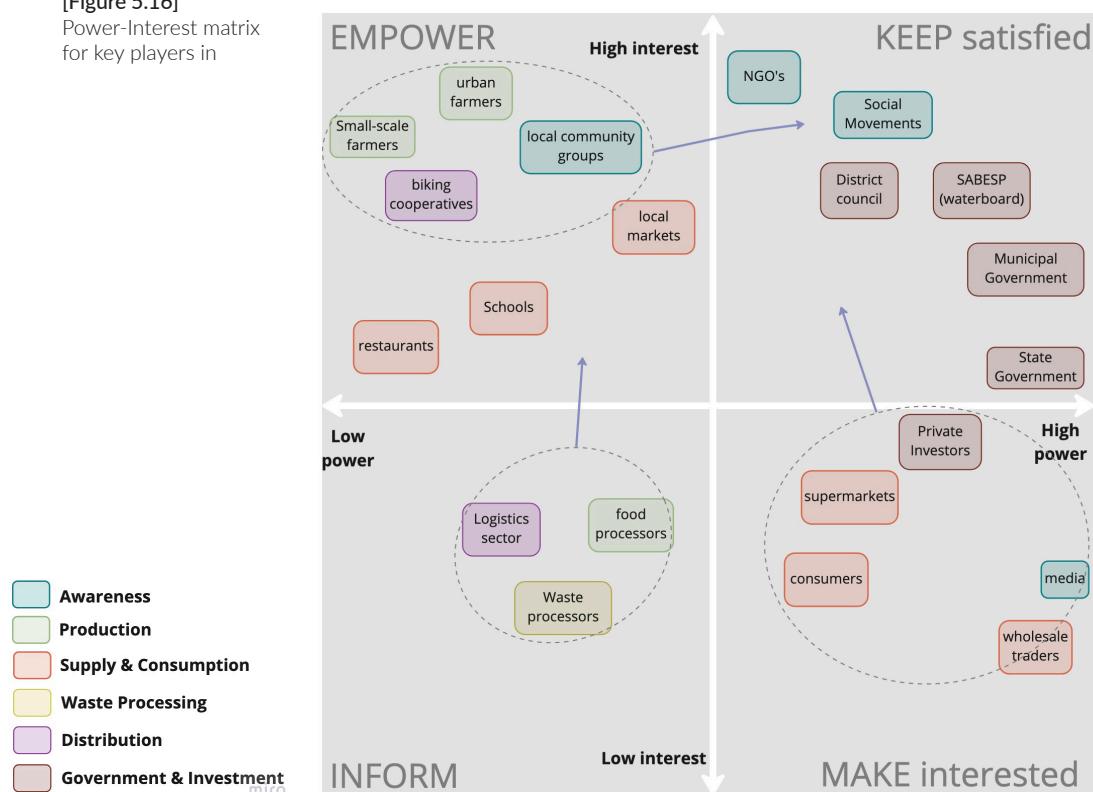 [Figure 5.16]
Power-Interest matrix
for key players in
EMPOWER
High interest
KEEP satisfied
NGO's
urban
farmers
Social
Movements
Small-scale
farmers
local community
groups
biking
cooperatives
District
council
SABESP
(waterboard)
local
markets
Municipal
Government
Schools
restaurants
State
Government
Low
power
Private
Investors
High
power
supermarkets
Logistics
sector
food
processors
consumers
media
Waste
processors
wholesale
traders
Awareness
Production
Supply & Consumption
Waste Processing
Distribution
Government & Investment
miro
Low interest
INFORM
MAKE interested